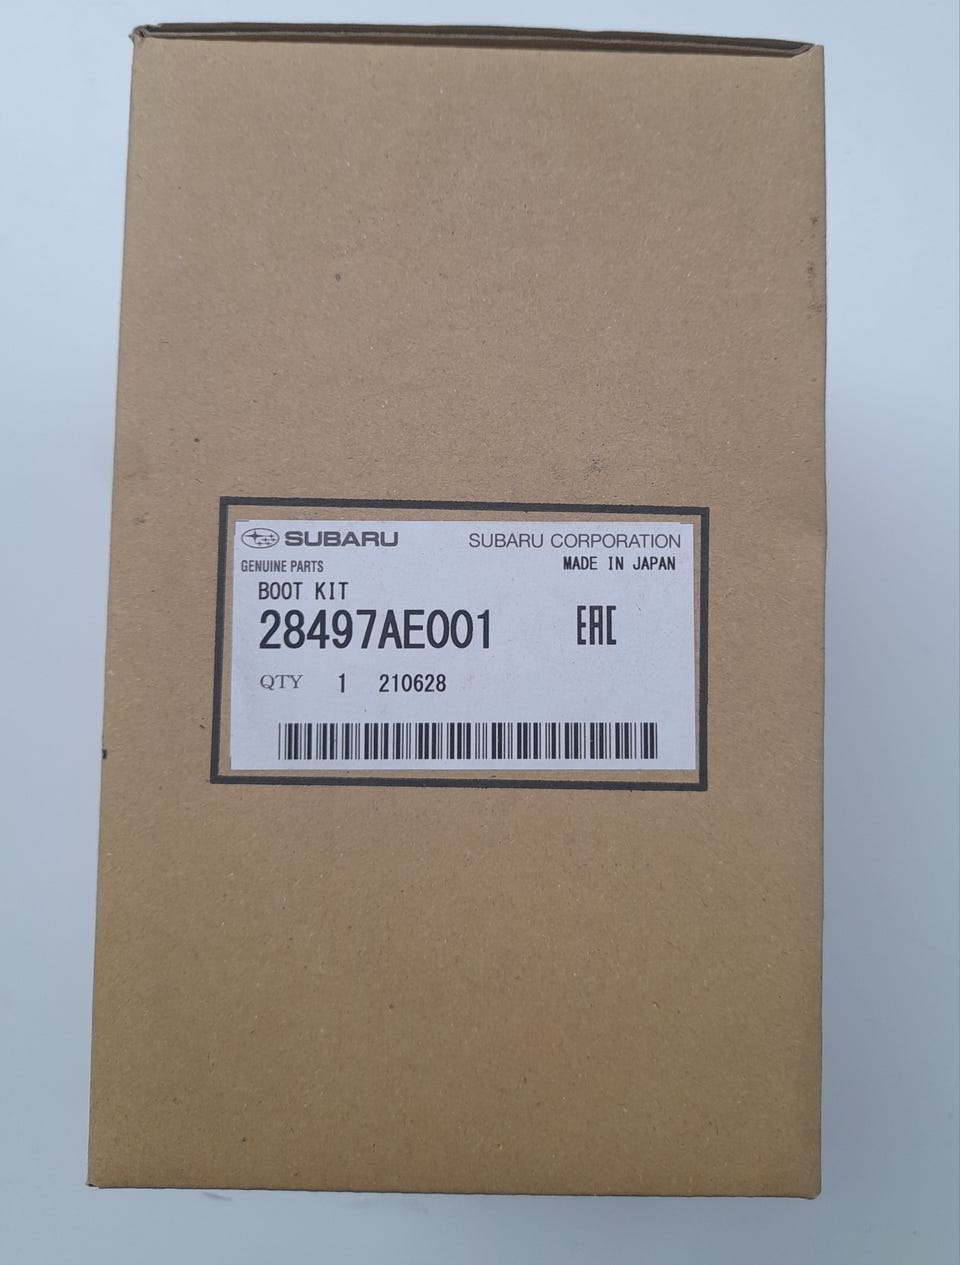 SUBARU SUBARU CORPORATION
GENUINE PARTS MADE IN JAPAN
BOOT KIT
28497AE001 EAC
QTY 1 210628